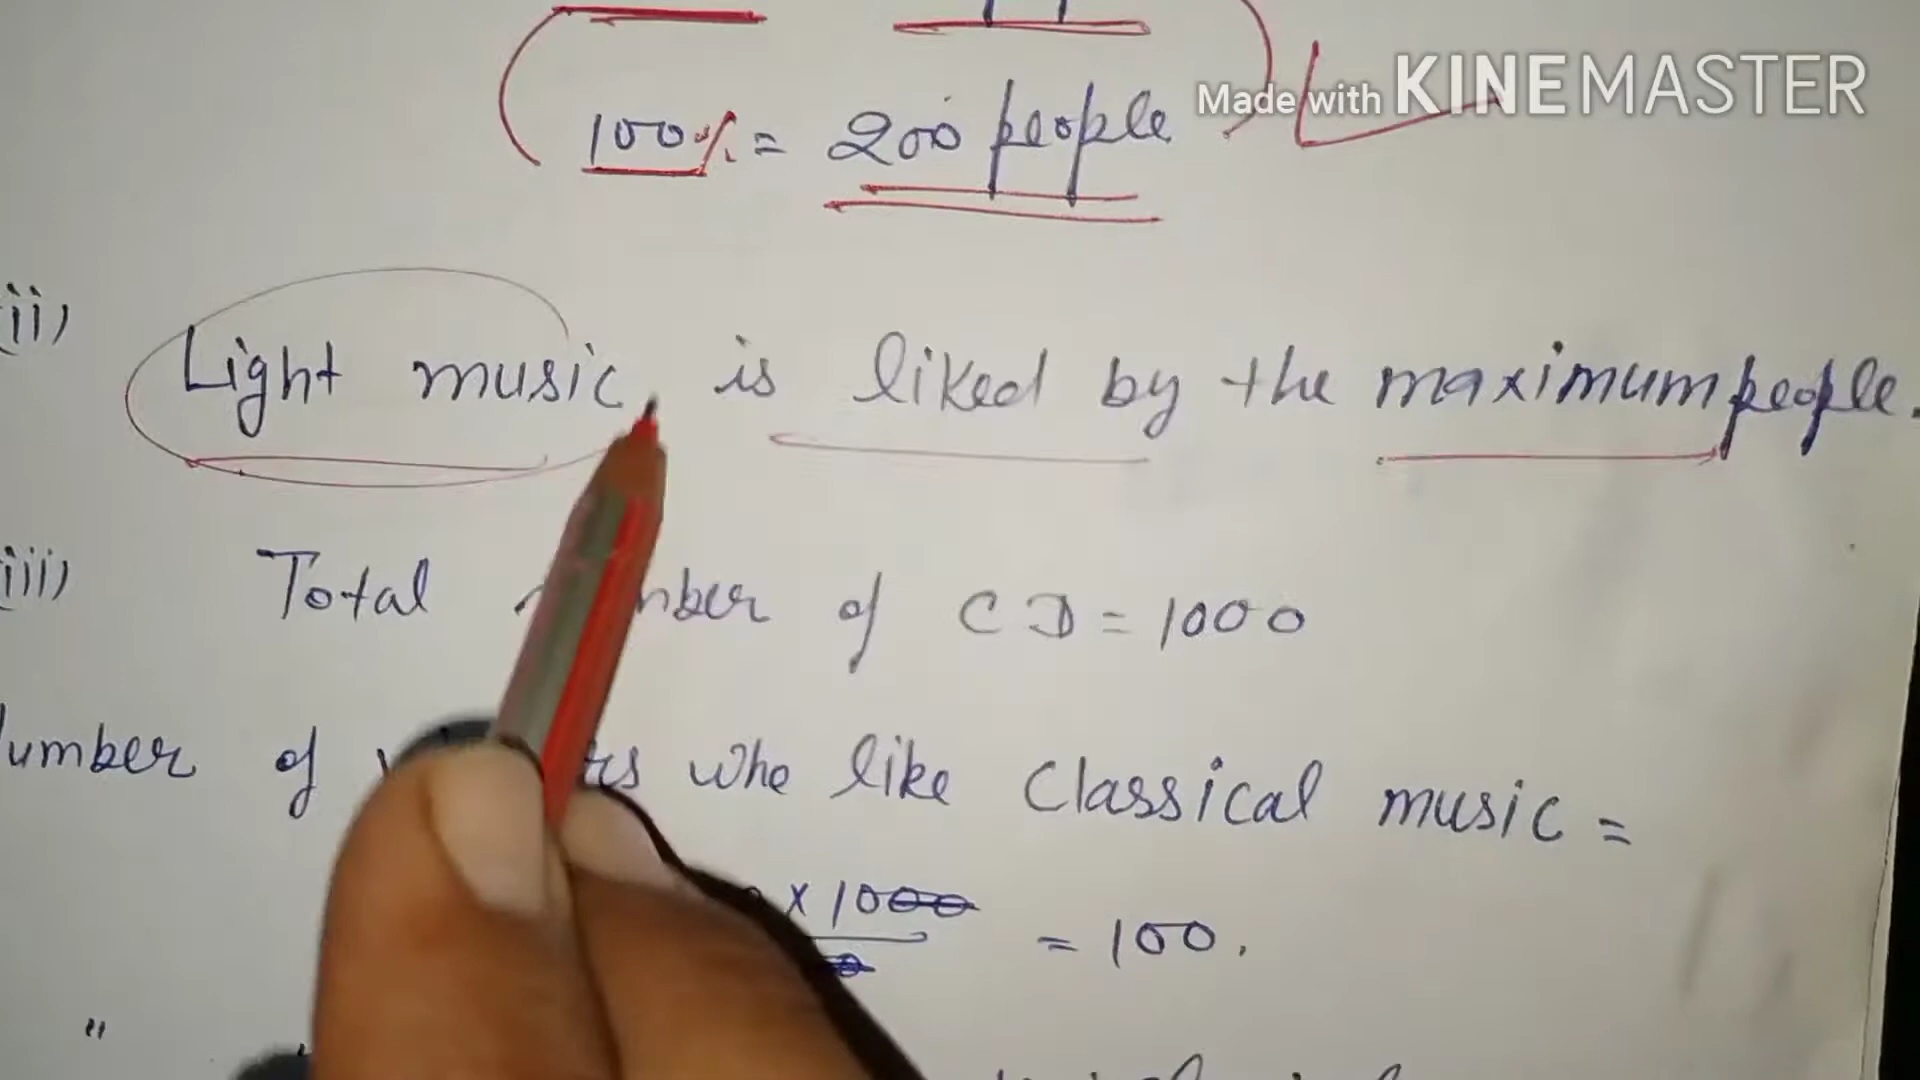 Made with KINEMASTER
100% = 200 people
(ii) Light music is liked by the maximum people.
(iii) Total of CD = 1000
Number of who like Classical music =
x 1000 = 100.
"